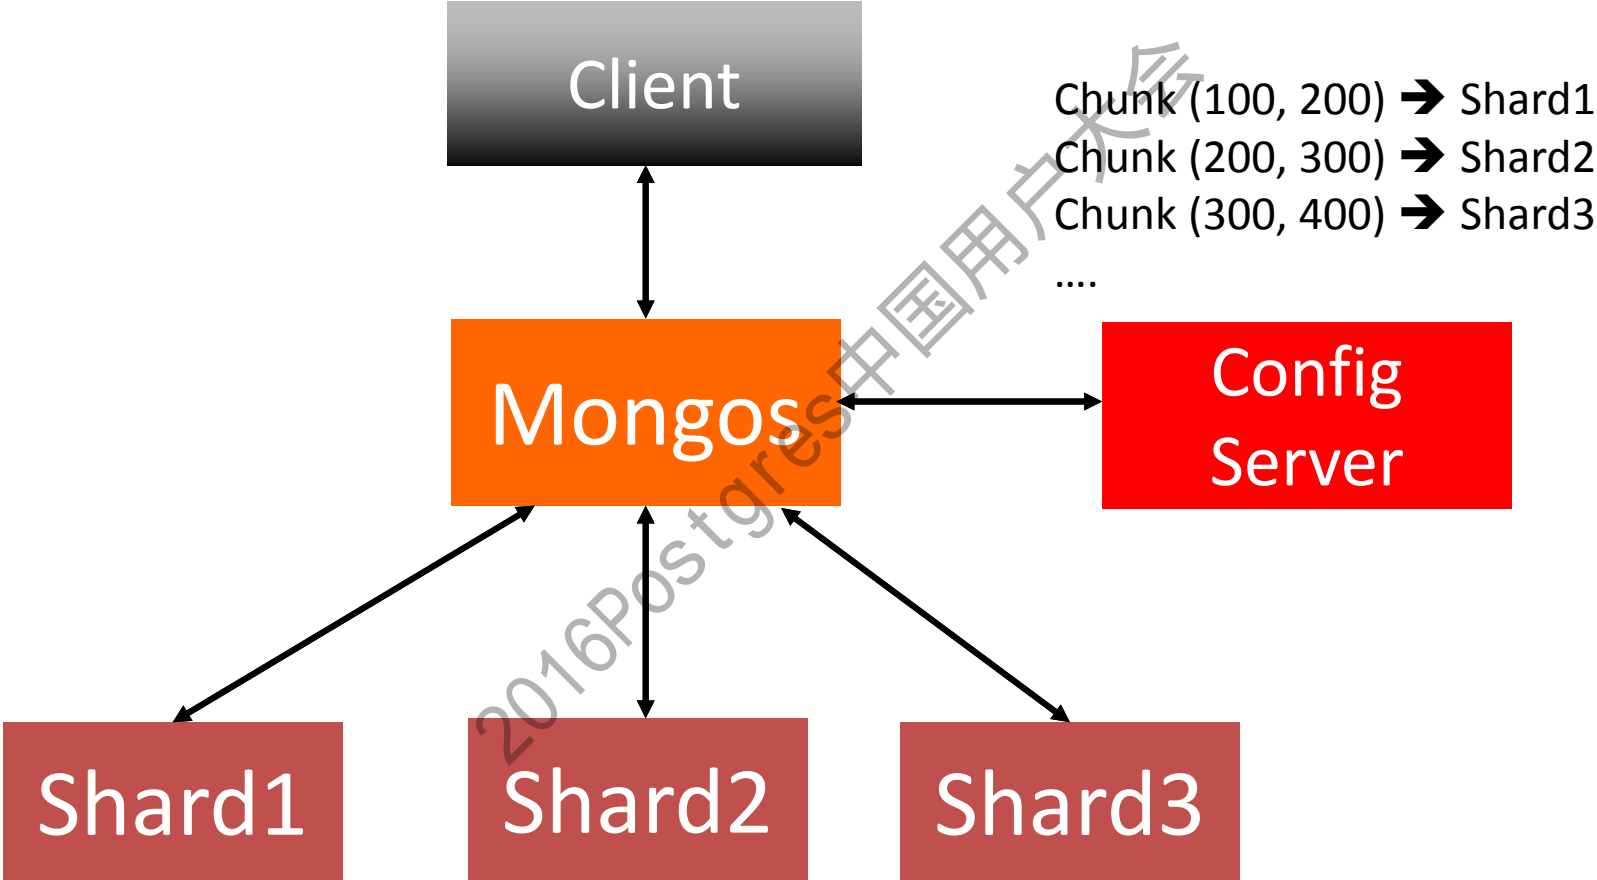 Client
Chunk (100, 200) ➔ Shard1
Chunk (200, 300) ➔ Shard2
Chunk (300, 400) ➔ Shard3
....
Mongos
Config
Server
Shard1
Shard2
Shard3
2016Postgres中国用户大会